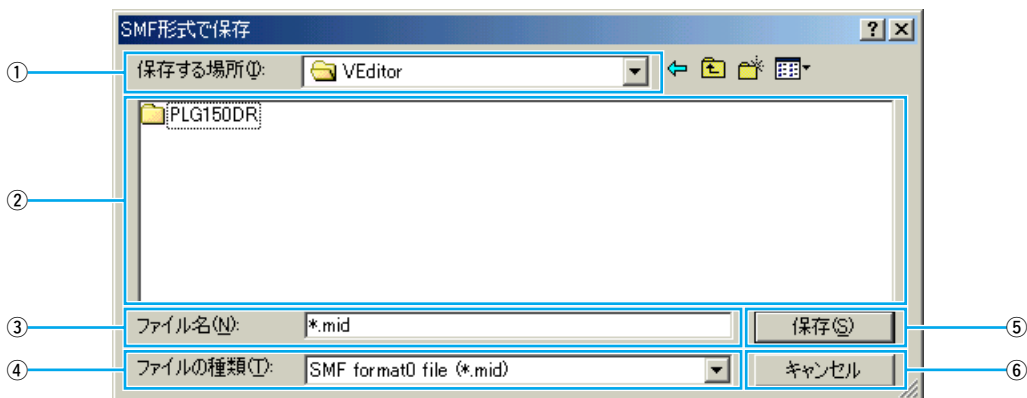 SMF形式で保存
① 保存する場所(I): VEditor
② PLG150DR
③ ファイル名(N): *.mid 保存(S) ⑤
④ ファイルの種類(T): SMF format0 file (*.mid) キャンセル ⑥